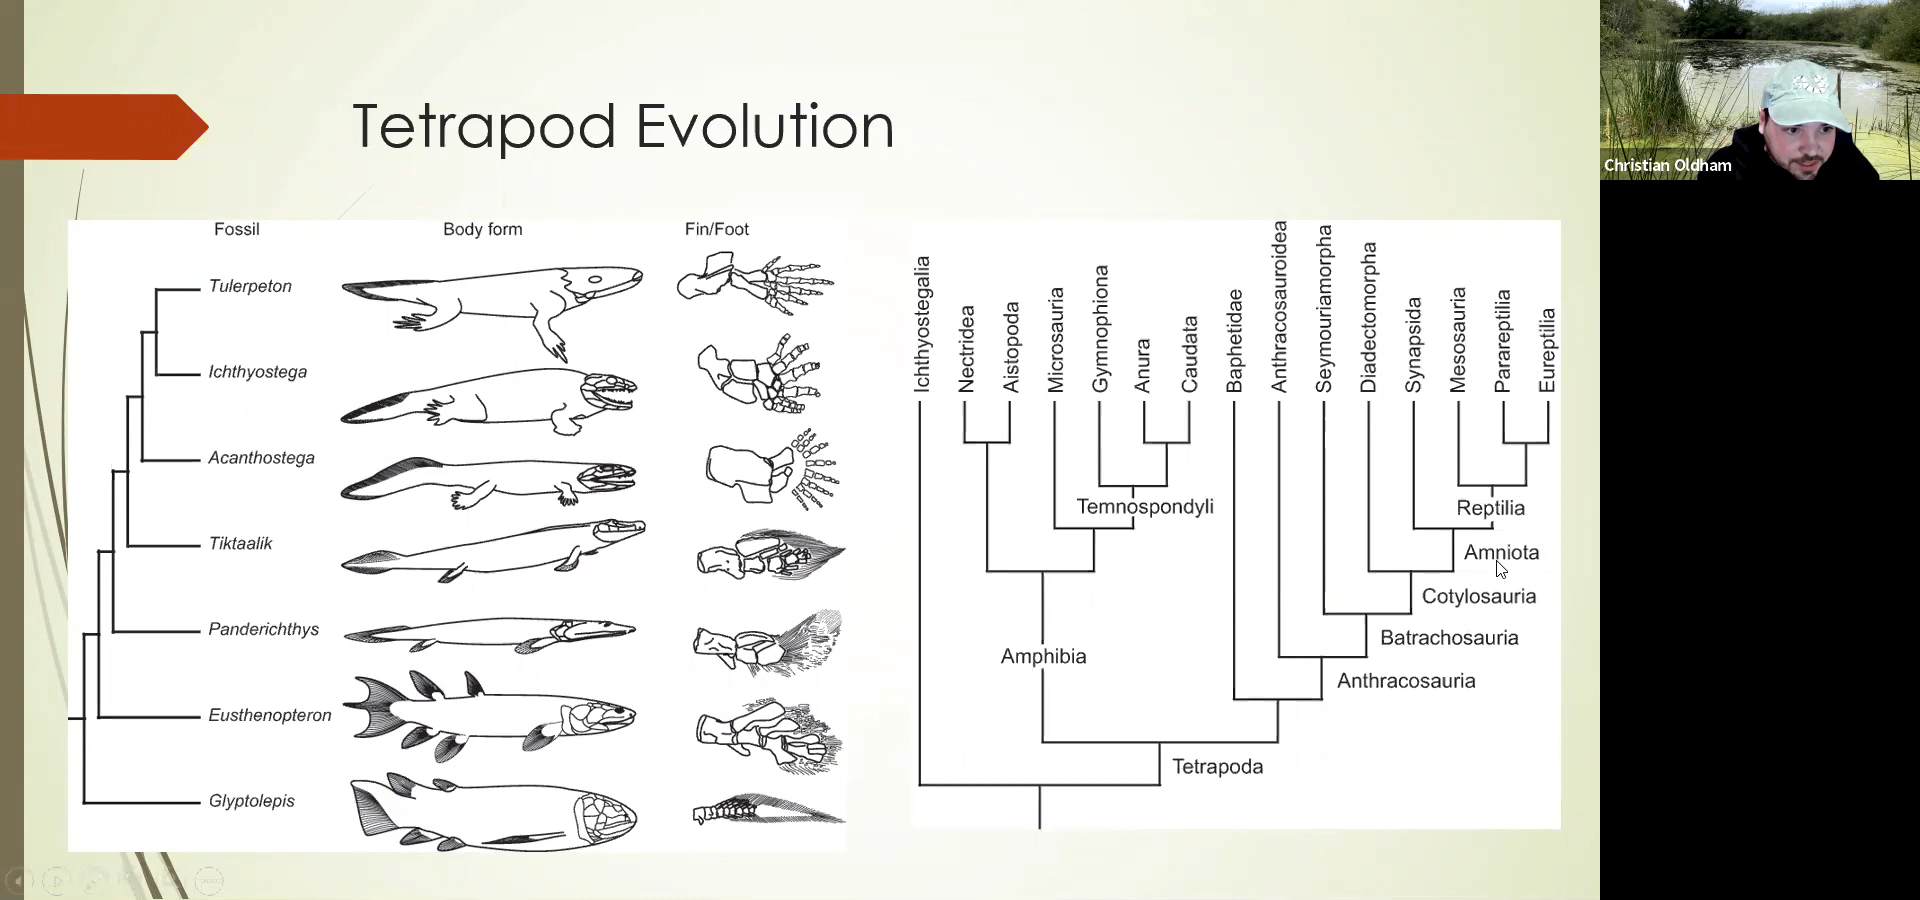 Tetrapod Evolution
Christian Oldham
Fossil Body form Fin/Foot
Tulerpeton
Ichthyostega
Acanthostega
Tiktaalik
Panderichthys
Eusthenopteron
Glyptolepis
Ichthyostegalia
Nectridea
Aistopoda
Microsauria
Gymnophiona
Anura
Caudata
Baphetidae
Anthracosauroidea
Seymouriamorpha
Diadectomorpha
Synapsida
Mesosauria
Parareptilia
Eureptilia
Temnospondyli
Reptilia
Amniota
Cotylosauria
Batrachosauria
Amphibia
Anthracosauria
Tetrapoda